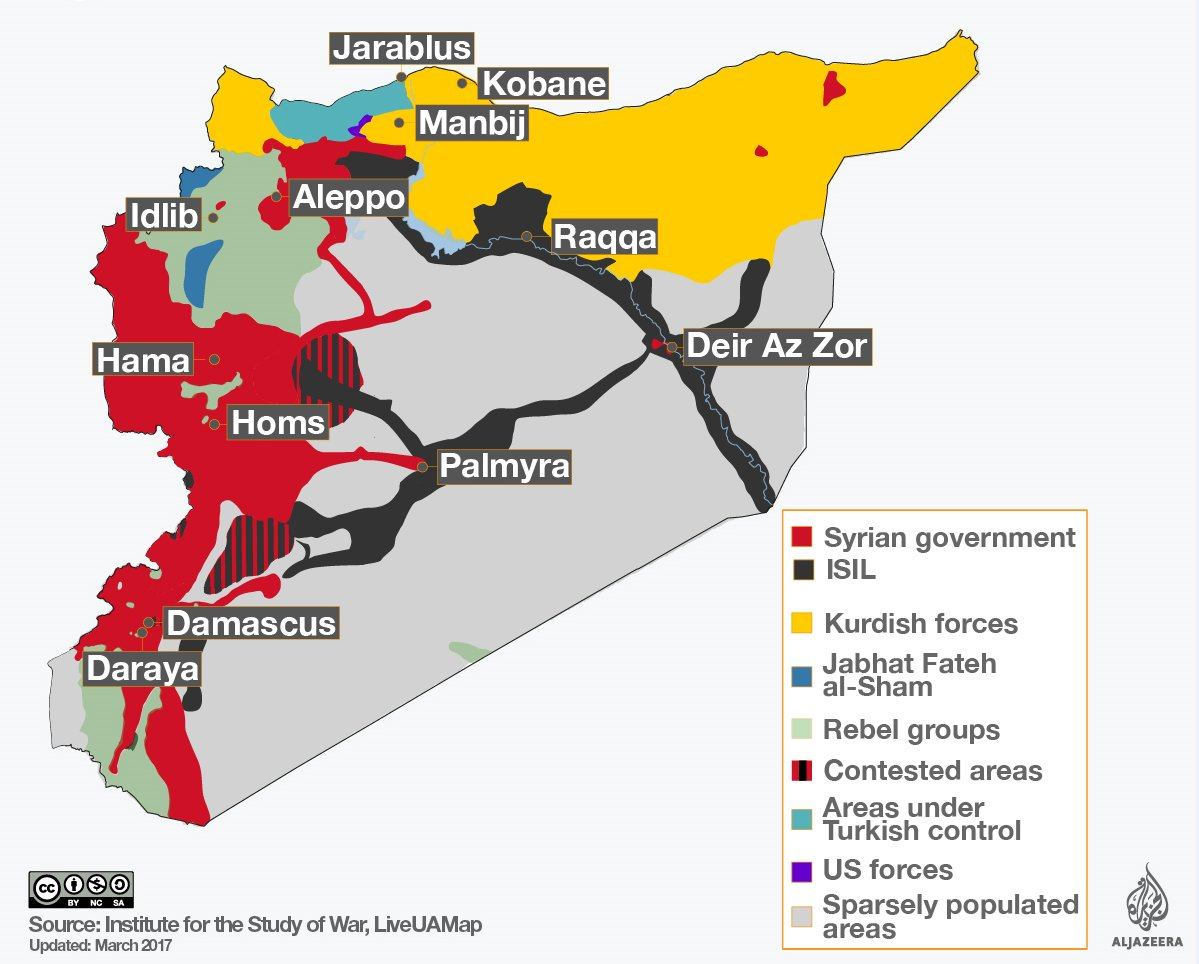 Jarablus
Kobane
Manbij
Aleppo
Idlib
Raqqa
Hama
Deir Az Zor
Homs
Palmyra
Damascus
Daraya
Syrian government
ISIL
Kurdish forces
Jabhat Fateh
al-Sham
Rebel groups
Contested areas
Areas under
Turkish control
US forces
Sparsely populated
areas
cc BY NC SA
Source: Institute for the Study of War, LiveUAMap
Updated: March 2017
ALJAZEERA